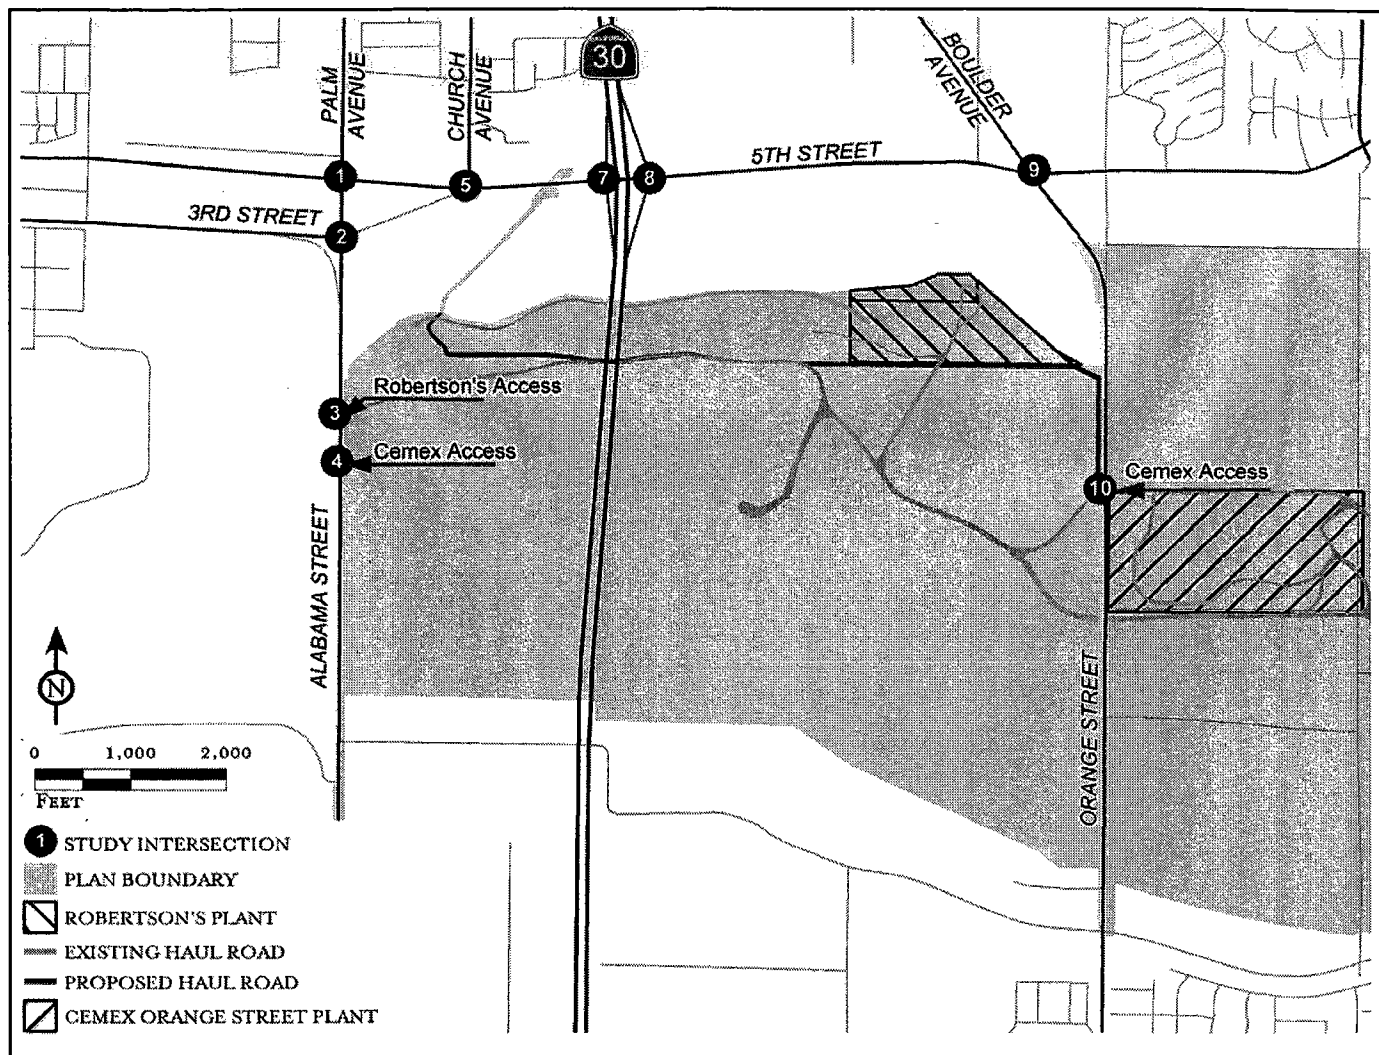 30
PALM
AVENUE
CHURCH
AVENUE
BOULDER
AVENUE
5TH STREET
1
5
7
8
9
3RD STREET
2
Robertson's Access
3
Cemex Access
4
Cemex Access
10
ALABAMA STREET
ORANGE STREET
N
0 1,000 2,000
FEET
1 STUDY INTERSECTION
PLAN BOUNDARY
ROBERTSON'S PLANT
EXISTING HAUL ROAD
PROPOSED HAUL ROAD
CEMEX ORANGE STREET PLANT